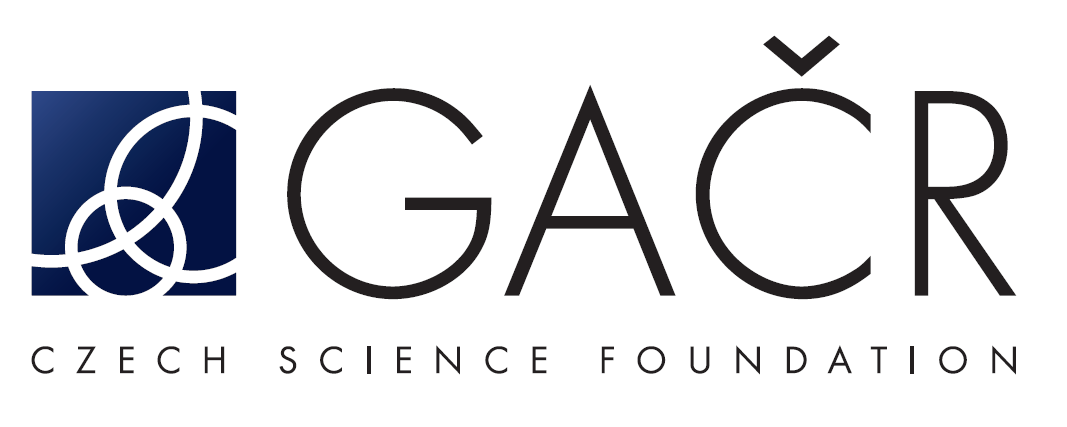 GAČR
CZECH SCIENCE FOUNDATION